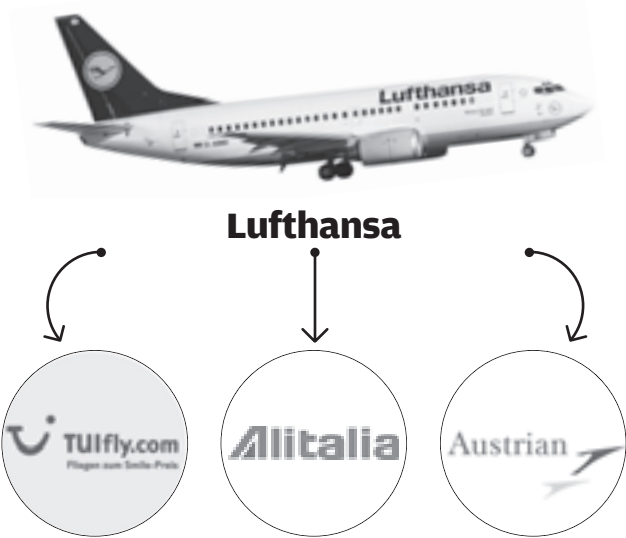 Lufthansa
Lufthansa
TUIfly.com
Fliegen zum Smile-Preis
Alitalia
Austrian